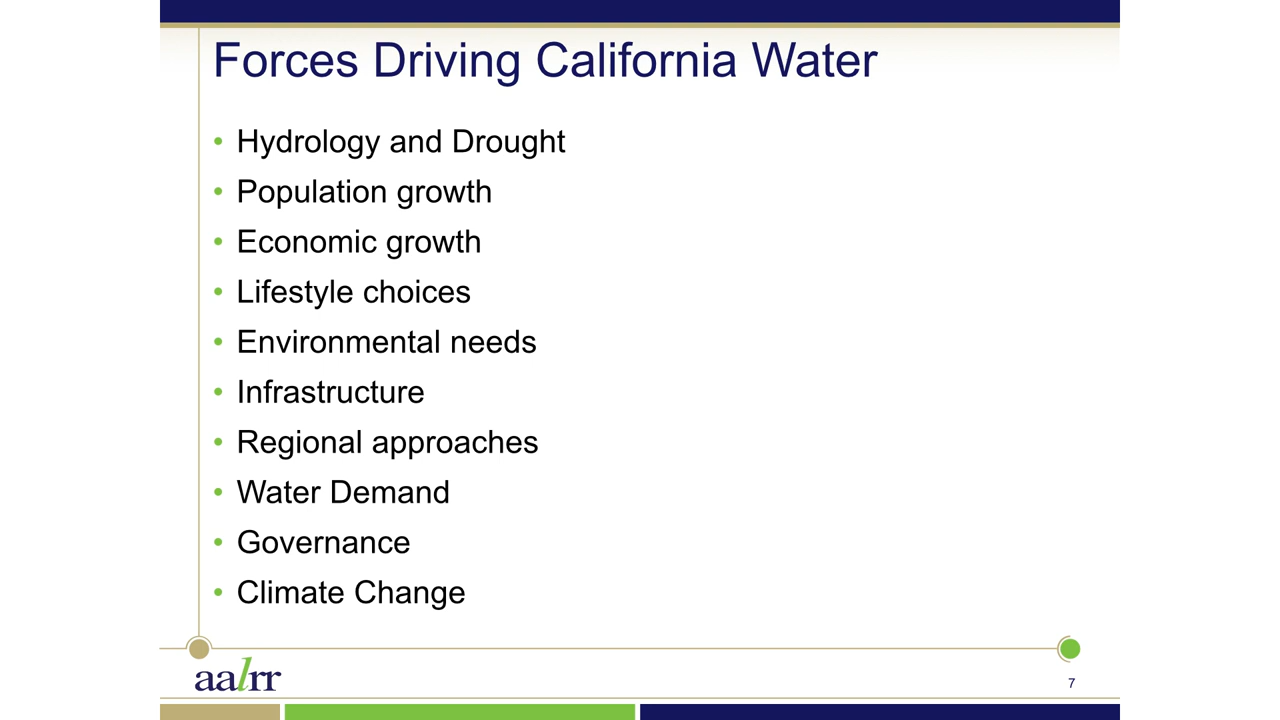 Forces Driving California Water
• Hydrology and Drought
• Population growth
• Economic growth
• Lifestyle choices
• Environmental needs
• Infrastructure
• Regional approaches
• Water Demand
• Governance
• Climate Change
aalrr
7